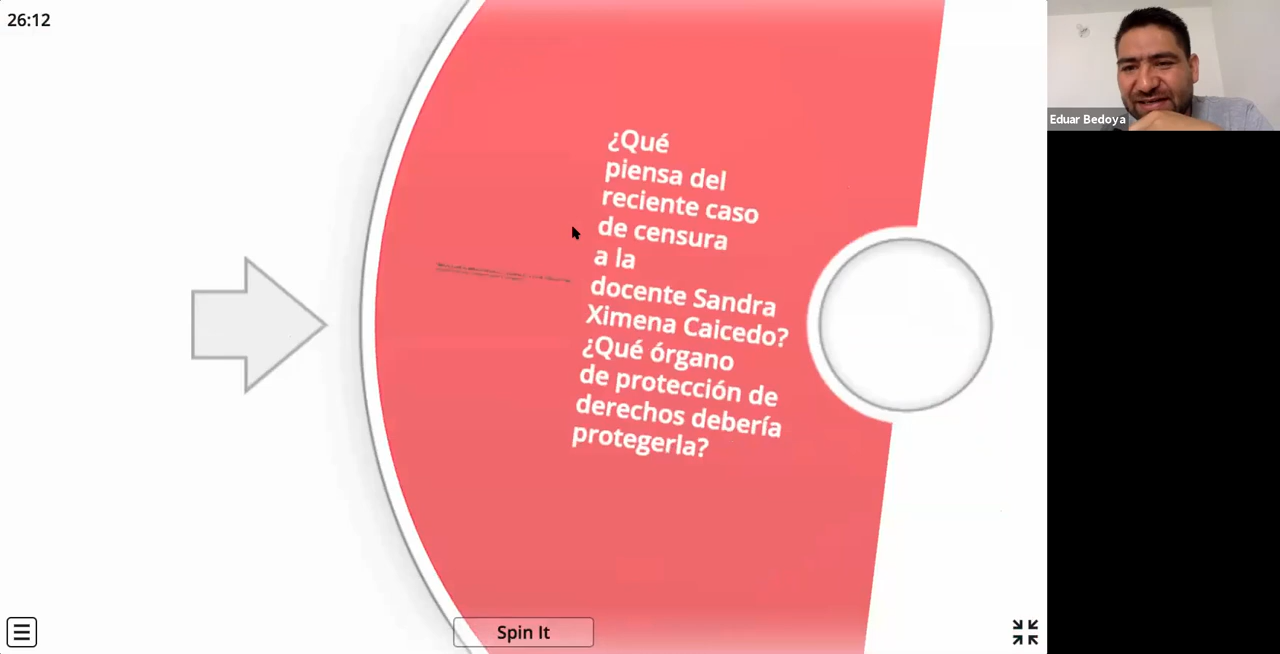 26:12
¿Qué
piensa del
reciente caso
de censura
a la
docente Sandra
Ximena Caicedo?
¿Qué órgano
de protección de
derechos debería
protegerla?
Spin It
Eduar Bedoya